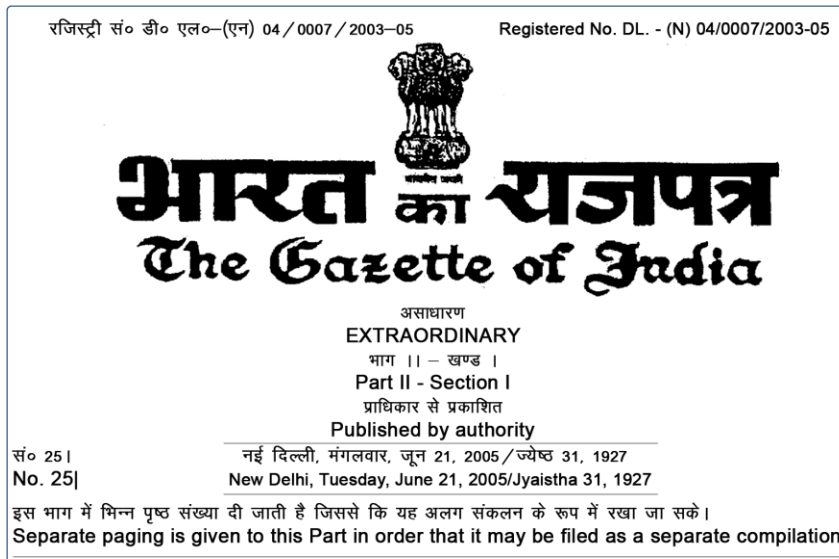 रजिस्ट्री सं० डी० एल०–(एन) 04/0007/2003–05 Registered No. DL. - (N) 04/0007/2003-05
भारत का राजपत्र
The Gazette of India
असाधारण
EXTRAORDINARY
भाग ।। – खण्ड ।
Part II - Section I
प्राधिकार से प्रकाशित
Published by authority
सं० 25। नई दिल्ली, मंगलवार, जून 21, 2005/ज्येष्ठ 31, 1927
No. 25| New Delhi, Tuesday, June 21, 2005/Jyaistha 31, 1927
इस भाग में भिन्न पृष्ठ संख्या दी जाती है जिससे कि यह अलग संकलन के रूप में रखा जा सके।
Separate paging is given to this Part in order that it may be filed as a separate compilation